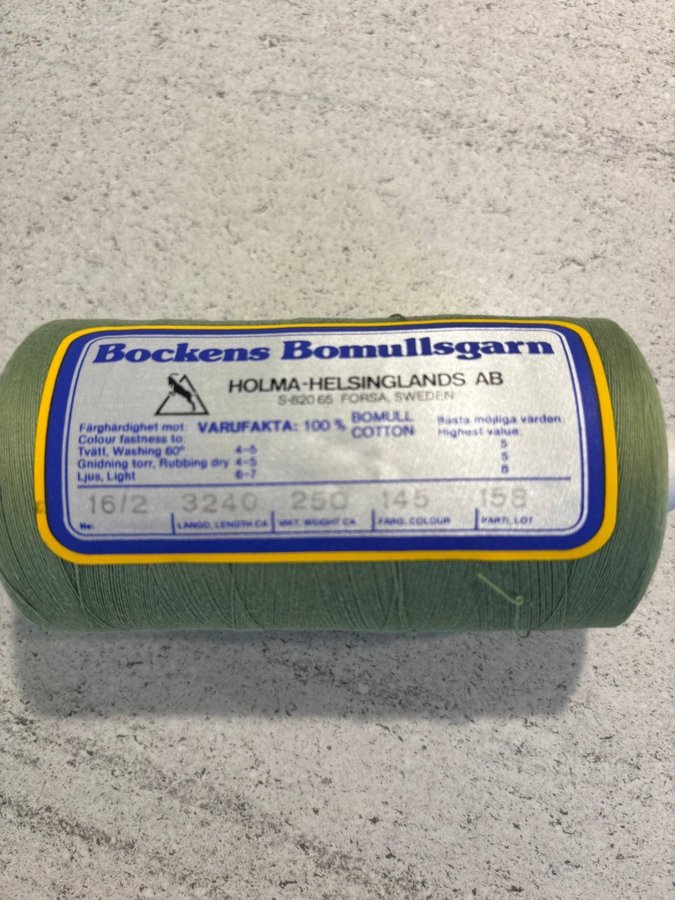 Bockens Bomullsgarn
HOLMA-HELSINGLANDS AB
S-820 65 FORSA, SWEDEN
Färghärdighet mot: VARUFAKTA: 100 % BOMULL Bästa möjliga värden
Colour fastness to: COTTON Highest value
Tvätt, Washing 60° 4-5 5
Gnidning torr, Rubbing dry 4-5 5
Ljus, Light 6-7 8
16/2 3240 250 145 158
Nr: LÄNGD, LENGTH CA VIKT, WEIGHT CA FÄRG, COLOUR PARTI, LOT